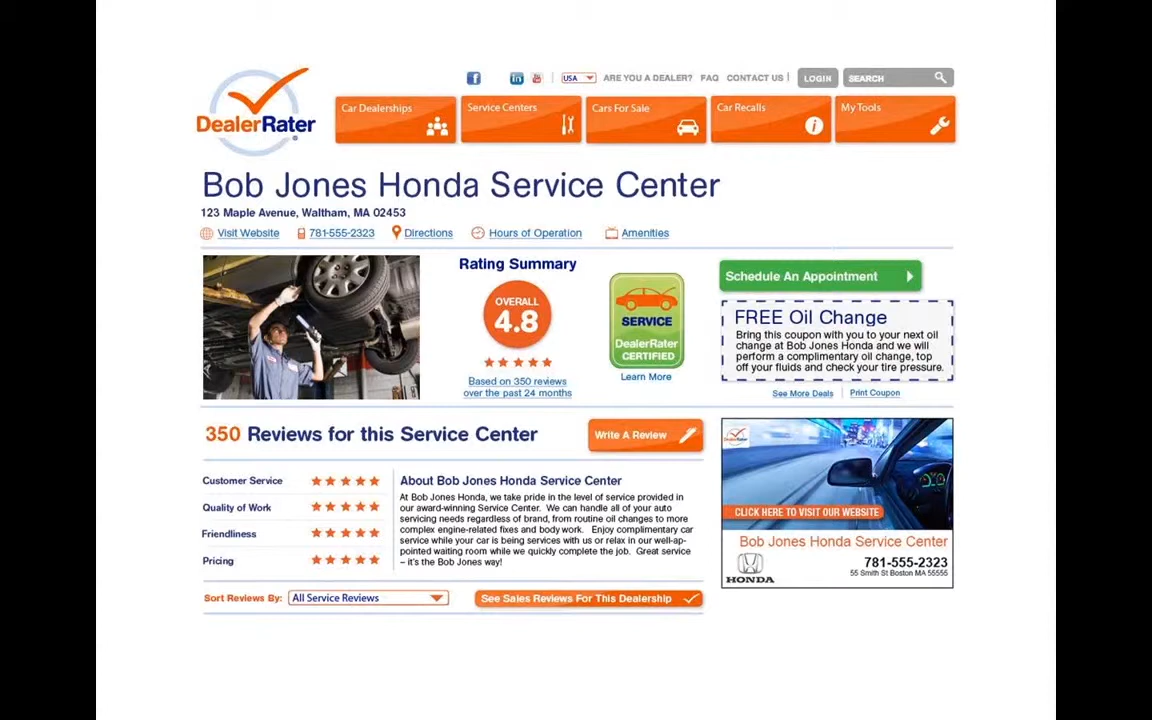 USA
ARE YOU A DEALER?
FAQ
CONTACT US
LOGIN
SEARCH
DealerRater
Car Dealerships
Service Centers
Cars For Sale
Car Recalls
My Tools
Bob Jones Honda Service Center
123 Maple Avenue, Waltham, MA 02453
Visit Website
781-555-2323
Directions
Hours of Operation
Amenities
Rating Summary
OVERALL
4.8
Based on 350 reviews
over the past 24 months
SERVICE
DealerRater
CERTIFIED
Learn More
Schedule An Appointment
FREE Oil Change
Bring this coupon with you to your next oil
change at Bob Jones Honda and we will
perform a complimentary oil change, top
off your fluids and check your tire pressure.
See More Deals
Print Coupon
350 Reviews for this Service Center
Write A Review
Customer Service
Quality of Work
Friendliness
Pricing
About Bob Jones Honda Service Center
At Bob Jones Honda, we take pride in the level of service provided in
our award-winning Service Center. We can handle all of your auto
servicing needs regardless of brand, from routine oil changes to more
complex engine-related fixes and body work. Enjoy complimentary car
service while your car is being services with us or relax in our well-ap-
pointed waiting room while we quickly complete the job. Great service
– it's the Bob Jones way!
Sort Reviews By:
All Service Reviews
See Sales Reviews For This Dealership
DealerRater
CLICK HERE TO VISIT OUR WEBSITE
Bob Jones Honda Service Center
HONDA
781-555-2323
55 Smith St Boston MA 55555